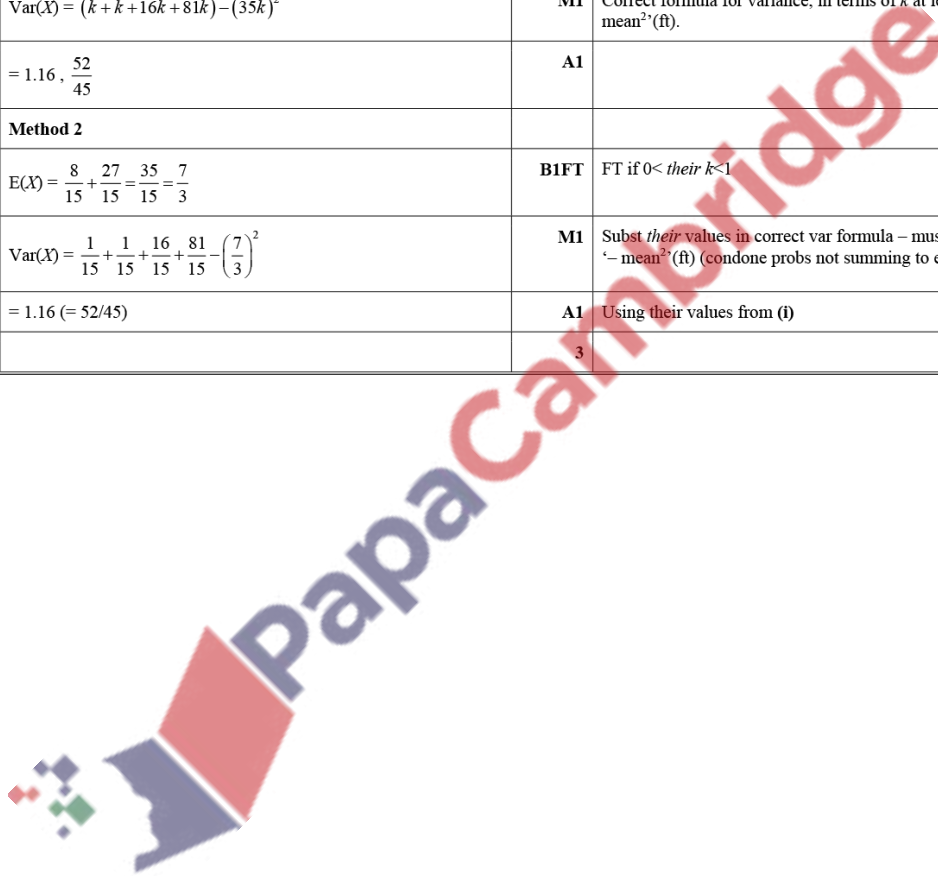 Var(X) = (k + k + 16k + 81k) − (35k)²
M1 Correct formula for variance, in terms of k at
mean²’(ft).
= 1.16 , 52/45
A1
Method 2
E(X) = 8/15 + 27/15 = 35/15 = 7/3
B1FT FT if 0< their k<1
Var(X) = 1/15 + 1/15 + 16/15 + 81/15 − (7/3)²
M1 Subst their values in correct var formula –
‘– mean²’(ft) (condone probs not summing to
= 1.16 (= 52/45)
A1 Using their values from (i)
3
PapaCambridge